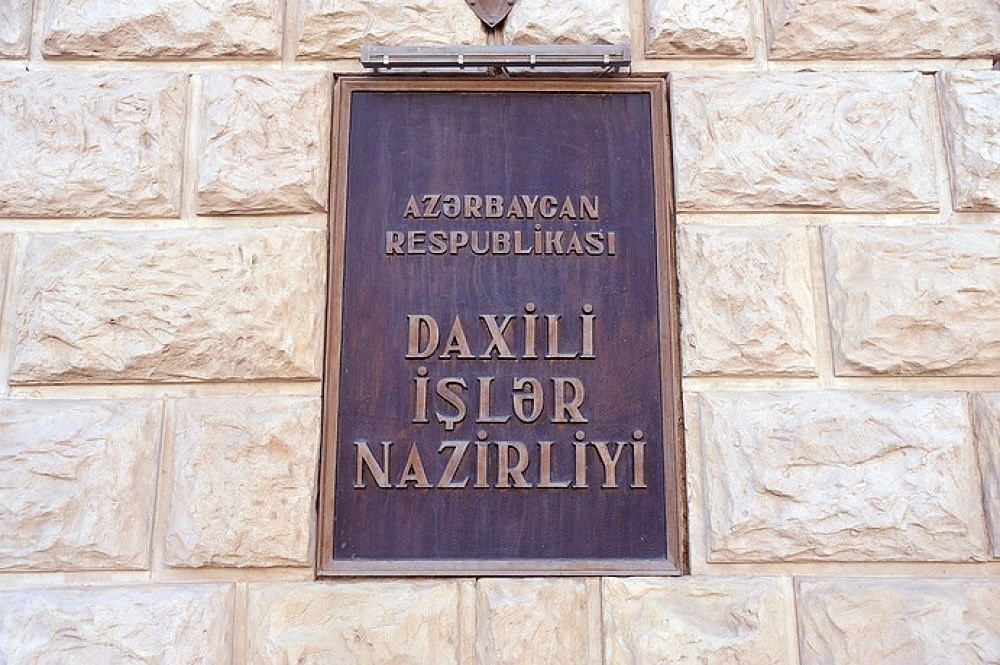 AZƏRBAYCAN
RESPUBLİKASI
DAXİLİ
İŞLƏR
NAZİRLİYİ